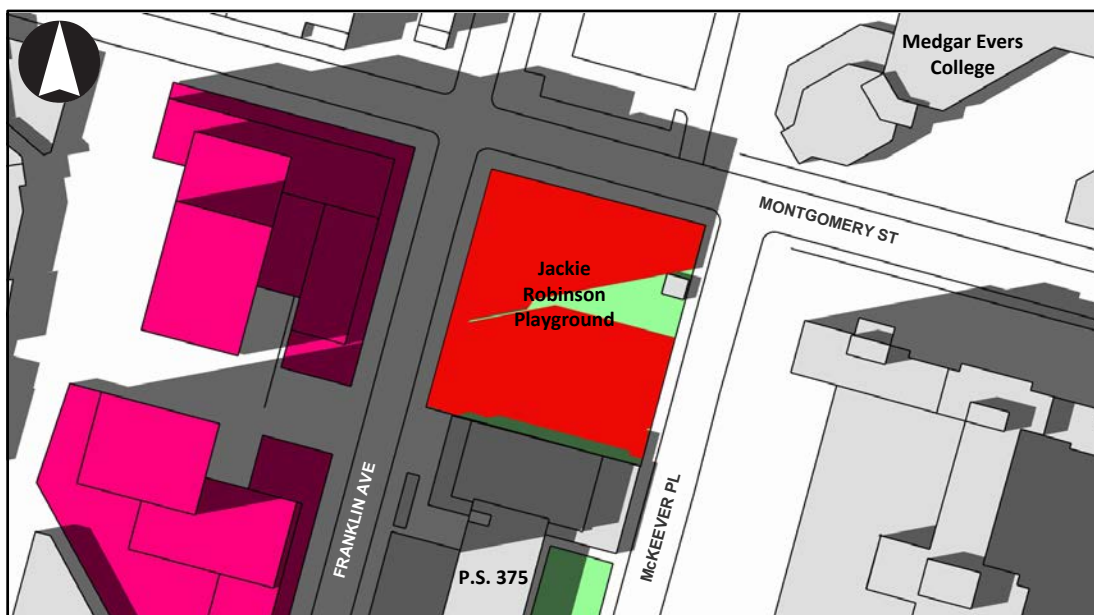 Medgar Evers
College
MONTGOMERY ST
Jackie
Robinson
Playground
FRANKLIN AVE
McKEEVER PL
P.S. 375